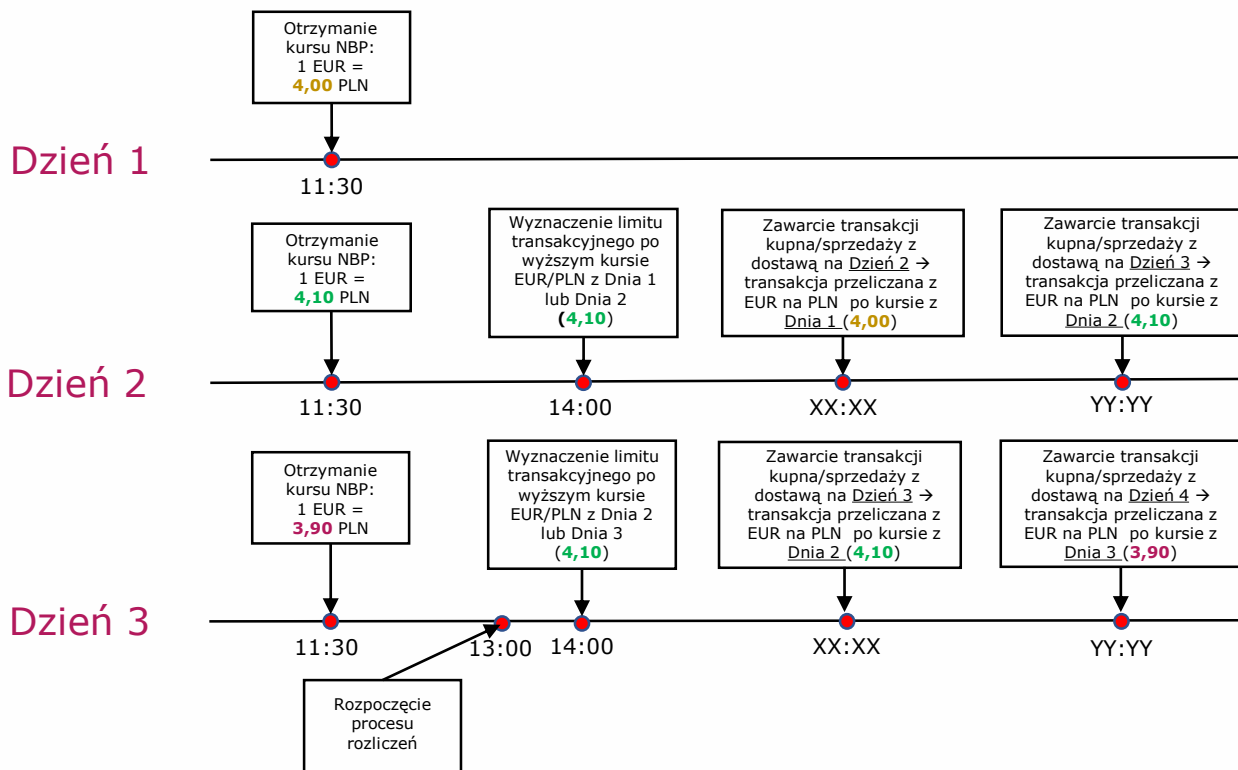 Otrzymanie
kursu NBP:
1 EUR =
4,00 PLN
Dzień 1
11:30
Otrzymanie
kursu NBP:
1 EUR =
4,10 PLN
Wyznaczenie limitu
transakcyjnego po
wyższym kursie
EUR/PLN z Dnia 1
lub Dnia 2
(4,10)
Zawarcie transakcji
kupna/sprzedaży z
dostawą na Dzień 2 →
transakcja przeliczana z
EUR na PLN po kursie z
Dnia 1 (4,00)
Zawarcie transakcji
kupna/sprzedaży z
dostawą na Dzień 3 →
transakcja przeliczana z
EUR na PLN po kursie z
Dnia 2 (4,10)
Dzień 2
11:30
14:00
XX:XX
YY:YY
Otrzymanie
kursu NBP:
1 EUR =
3,90 PLN
Wyznaczenie limitu
transakcyjnego po
wyższym kursie
EUR/PLN z Dnia 2
lub Dnia 3
(4,10)
Zawarcie transakcji
kupna/sprzedaży z
dostawą na Dzień 3 →
transakcja przeliczana z
EUR na PLN po kursie z
Dnia 2 (4,10)
Zawarcie transakcji
kupna/sprzedaży z
dostawą na Dzień 4 →
transakcja przeliczana z
EUR na PLN po kursie z
Dnia 3 (3,90)
Dzień 3
11:30
13:00
14:00
XX:XX
YY:YY
Rozpoczęcie
procesu
rozliczeń